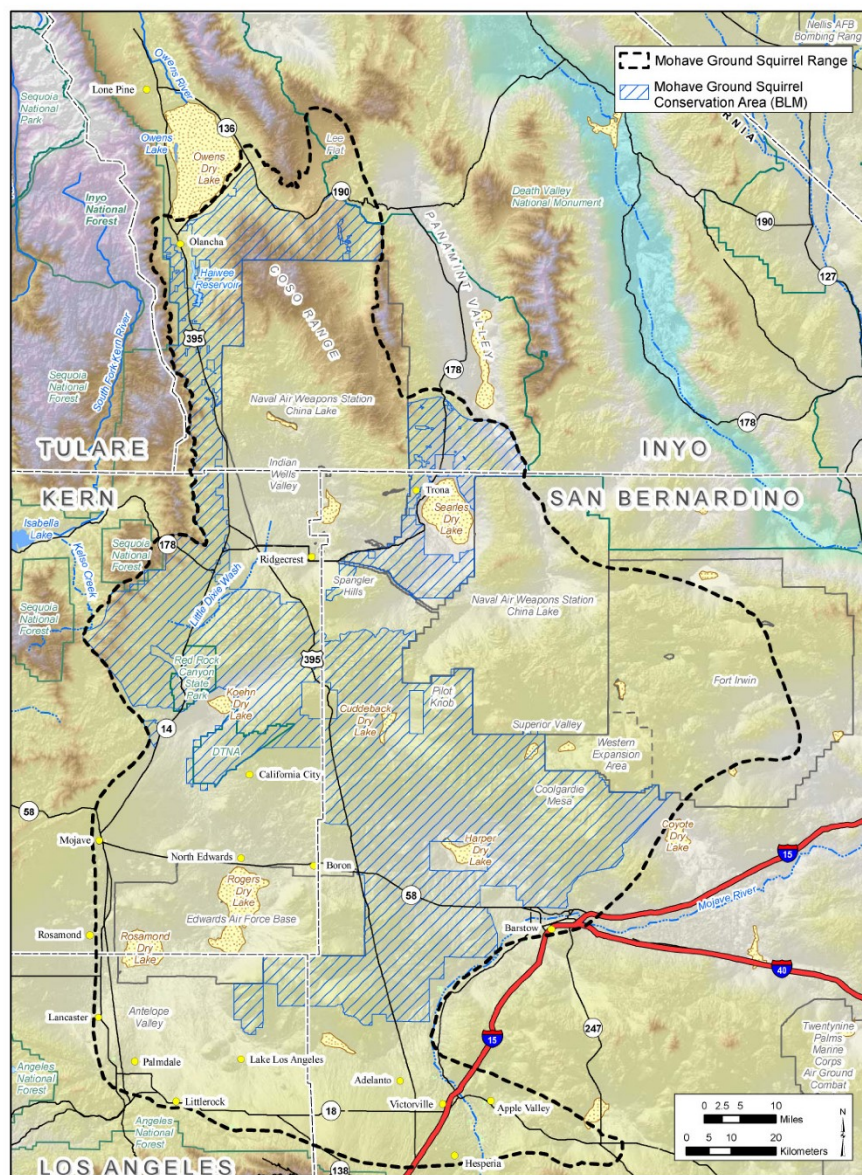 Nellis AFB
Bombing Rang
Mohave Ground Squirrel Range
Mohave Ground Squirrel
Conservation Area (BLM)
Owens River
Lone Pine
Sequoia
National
Park
Owens
Lake
136
Owens
Dry
Lake
Lee
Flat
190
Death Valley
National Monument
190
127
Inyo
National
Forest
Olancha
Haiwee
Reservoir
COSO RANGE
PANAMINT VALLEY
395
South Fork Kern River
178
Sequoia
National
Forest
Naval Air Weapons Station
China Lake
178
TULARE
INYO
Indian
Wells
Valley
KERN
SAN BERNARDINO
Trona
Searles
Dry
Lake
Isabella
Lake
Kelso Creek
Sequoia
National
Forest
178
Ridgecrest
Spangler
Hills
Little Dixie Wash
Sequoia
National
Forest
Naval Air Weapons Station
China Lake
395
Red Rock
Canyon
State
Park
Koehn
Dry
Lake
Pilot
Knob
Fort Irwin
Cuddeback
Dry
Lake
Superior Valley
14
DTNA
Western
Expansion
Area
California City
Coolgardie
Mesa
58
Mojave
Harper
Dry
Lake
Coyote
Dry
Lake
15
North Edwards
Boron
Rogers
Dry
Lake
58
Mojave River
Edwards Air Force Base
Rosamond
Rosamond
Dry
Lake
Barstow
40
Lancaster
Antelope
Valley
15
247
Twentynine
Palms
Marine
Corps
Air Ground
Combat
Palmdale
Lake Los Angeles
Angeles
National
Forest
Adelanto
Littlerock
18
Victorville
Apple Valley
Angeles
National
Forest
0 2.5 5 10
Miles
N
0 5 10 20
Kilometers
Hesperia
138
LOS ANGELES